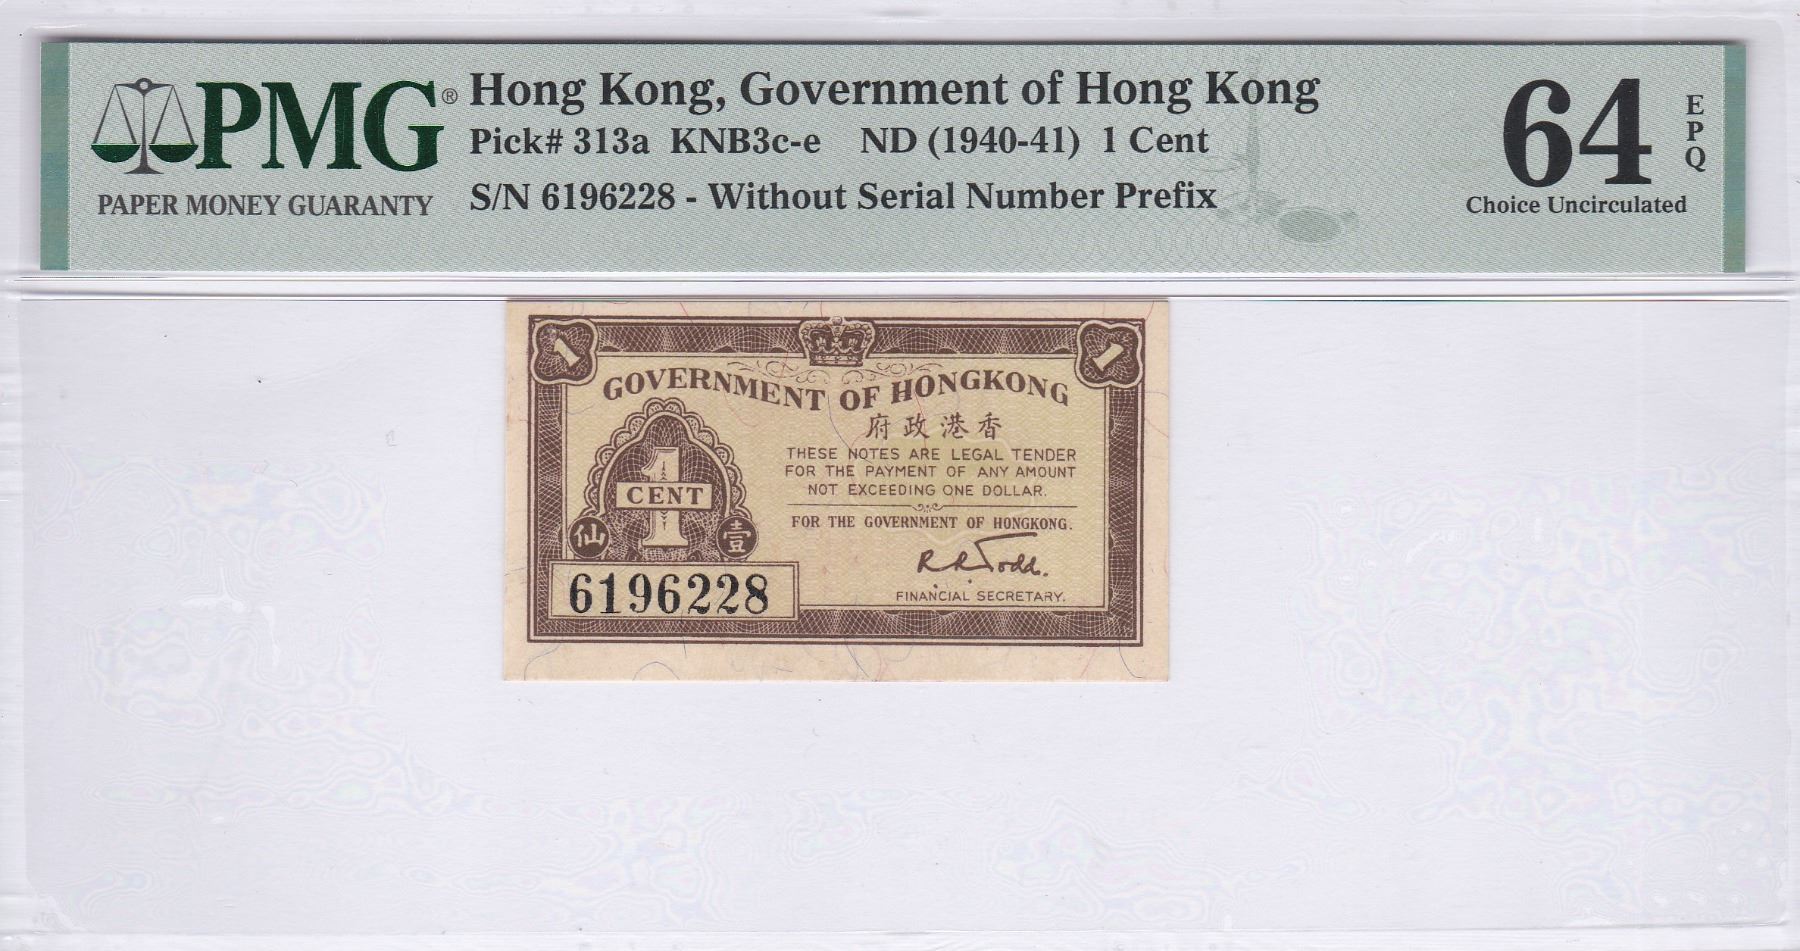 PMG®
PAPER MONEY GUARANTY
Hong Kong, Government of Hong Kong
Pick# 313a KNB3c-e ND (1940-41) 1 Cent
S/N 6196228 - Without Serial Number Prefix
64
EPQ
Choice Uncirculated
1
1
GOVERNMENT OF HONGKONG
府政港香
THESE NOTES ARE LEGAL TENDER
FOR THE PAYMENT OF ANY AMOUNT
NOT EXCEEDING ONE DOLLAR.
FOR THE GOVERNMENT OF HONGKONG.
R R Todd.
FINANCIAL SECRETARY.
1
CENT
仙 壹
6196228